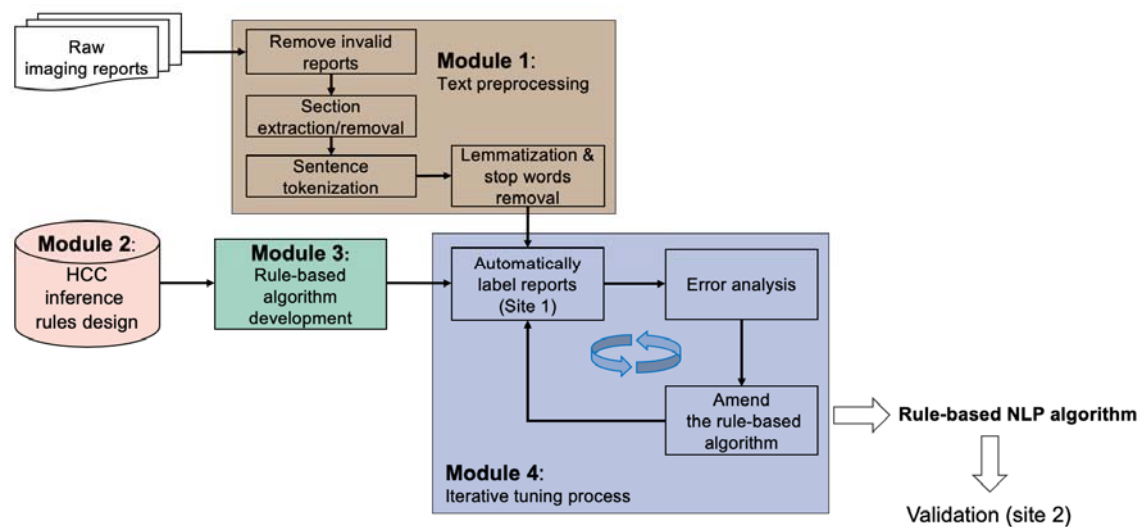 Raw
imaging reports
Remove invalid
reports
Module 1:
Text preprocessing
Section
extraction/removal
Sentence
tokenization
Lemmatization &
stop words
removal
Module 2:
HCC
inference
rules design
Module 3:
Rule-based
algorithm
development
Automatically
label reports
(Site 1)
Error analysis
Amend
the rule-based
algorithm
Module 4:
Iterative tuning process
Rule-based NLP algorithm
Validation (site 2)